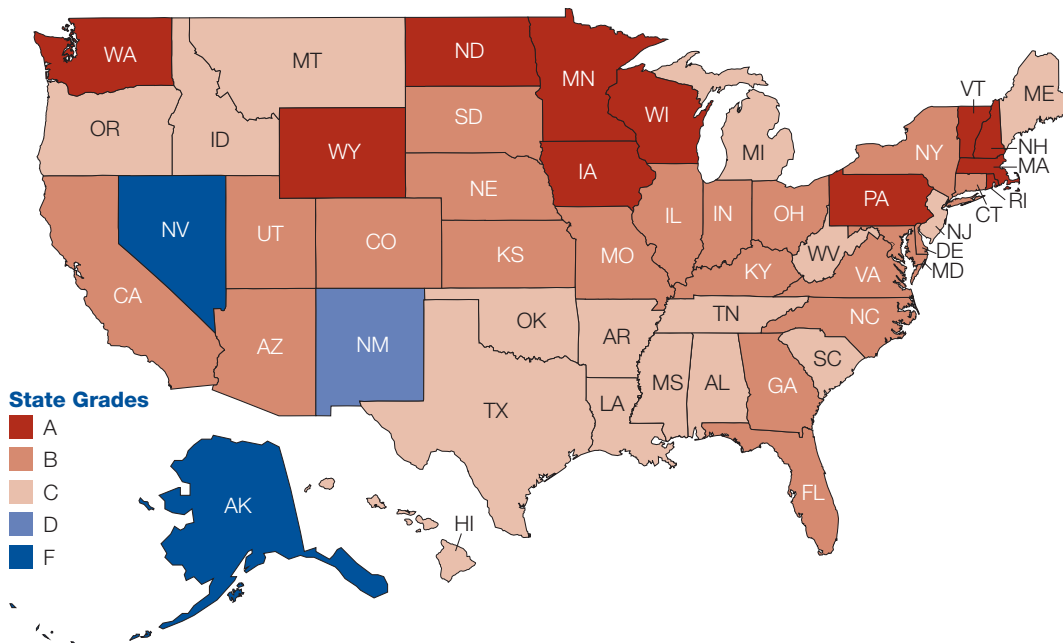 WA
MT
ND
MN
VT
ME
OR
ID
SD
WI
WY
MI
NY
NH
MA
IA
NE
PA
RI
CT
NV
UT
CO
IL
IN
OH
NJ
KS
MO
WV
DE
MD
CA
KY
VA
AZ
NM
OK
AR
TN
NC
SC
MS
AL
GA
TX
LA
FL
State Grades
A
B
C
D
F
AK
HI